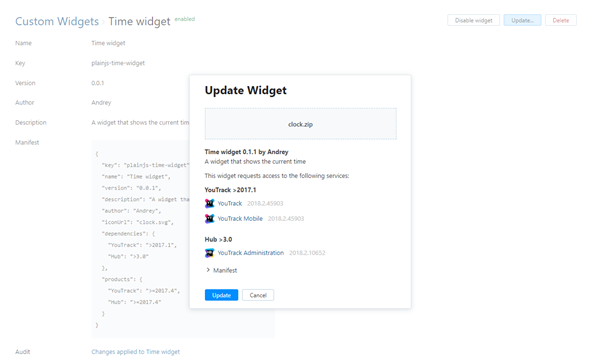 Custom Widgets · Time widget enabled
Disable widget Update... Delete
Name Time widget
Key plainjs-time-widget
Version 0.0.1
Author Andrey
Description A widget that shows the current tim
Manifest
{
"key": "plainjs-time-widget"
"name": "Time widget",
"version": "0.0.1",
"description": "A widget tha
"author": "Andrey",
"iconUrl": "clock.svg",
"dependencies": {
"YouTrack": ">2017.1",
"Hub": ">3.0"
},
"products": {
"YouTrack": ">=2017.4",
"Hub": ">=2017.4"
}
}
Audit Changes applied to Time widget
Update Widget
clock.zip
Time widget 0.1.1 by Andrey
A widget that shows the current time
This widget requests access to the following services:
YouTrack >2017.1
YouTrack 2018.2.45903
YouTrack Mobile 2018.2.45903
Hub >3.0
YouTrack Administration 2018.2.10652
> Manifest
Update Cancel